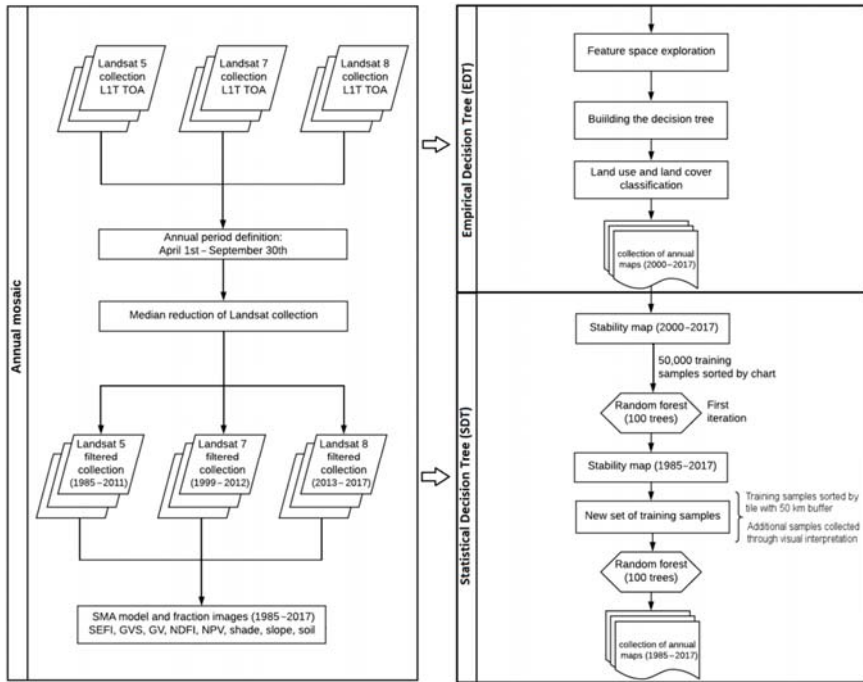 Annual mosaic
Landsat 5
collection
L1T TOA
Landsat 7
collection
L1T TOA
Landsat 8
collection
L1T TOA
Annual period definition:
April 1st – September 30th
Median reduction of Landsat collection
Landsat 5
filtered
collection
(1985–2011)
Landsat 7
filtered
collection
(1999–2012)
Landsat 8
filtered
collection
(2013–2017)
SMA model and fraction images (1985–2017)
SEFI, GVS, GV, NDFI, NPV, shade, slope, soil
Empirical Decision Tree (EDT)
Feature space exploration
Buiilding the decision tree
Land use and land cover
classification
collection of annual
maps (2000–2017)
Statistical Decision Tree (SDT)
Stability map (2000–2017)
50,000 training
samples sorted by chart
Random forest
(100 trees)
First
iteration
Stability map (1985–2017)
New set of training samples
Training samples sorted by
tile with 50 km buffer
Additional samples collected
through visual interpretation
Random forest
(100 trees)
collection of annual
maps (1985–2017)